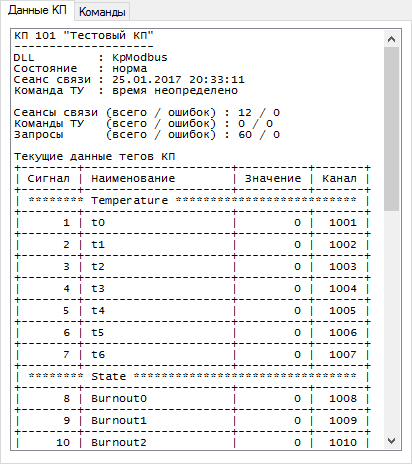 Данные КП Команды
КП 101 "Тестовый КП"
--------------------
DLL : KpModbus
Состояние : норма
Сеанс связи : 25.01.2017 20:33:11
Команда ТУ : время неопределено
Сеансы связи (всего / ошибок) : 12 / 0
Команды ТУ (всего / ошибок) : 0 / 0
Запросы (всего / ошибок) : 60 / 0
Текущие данные тегов КП
+--------+--------------------+----------+-------+
| Сигнал | Наименование | Значение | Канал |
+--------+--------------------+----------+-------+
| ******** Temperature ************************* |
+--------+--------------------+----------+-------+
| 1 | t0 | 0 | 1001 |
+--------+--------------------+----------+-------+
| 2 | t1 | 0 | 1002 |
+--------+--------------------+----------+-------+
| 3 | t2 | 0 | 1003 |
+--------+--------------------+----------+-------+
| 4 | t3 | 0 | 1004 |
+--------+--------------------+----------+-------+
| 5 | t4 | 0 | 1005 |
+--------+--------------------+----------+-------+
| 6 | t5 | 0 | 1006 |
+--------+--------------------+----------+-------+
| 7 | t6 | 0 | 1007 |
+--------+--------------------+----------+-------+
| ******** State ******************************* |
+--------+--------------------+----------+-------+
| 8 | Burnout0 | 0 | 1008 |
+--------+--------------------+----------+-------+
| 9 | Burnout1 | 0 | 1009 |
+--------+--------------------+----------+-------+
| 10 | Burnout2 | 0 | 1010 |